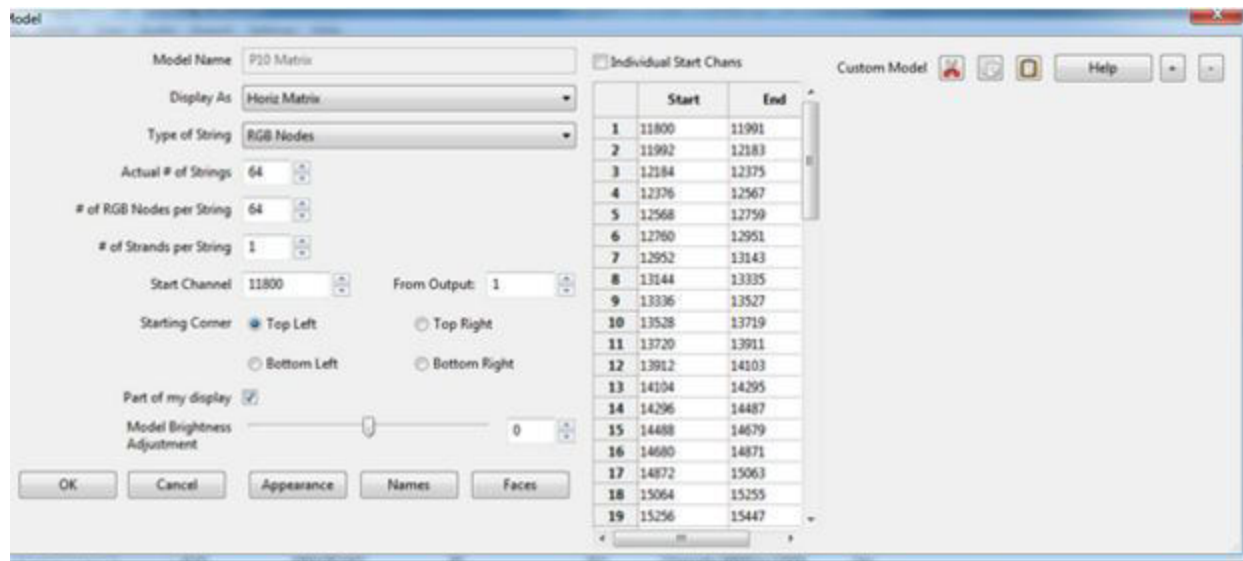 Model
Model Name P10 Matrix
Display As Horiz Matrix
Type of String RGB Nodes
Actual # of Strings 64
# of RGB Nodes per String 64
# of Strands per String 1
Start Channel 11800 From Output: 1
Starting Corner Top Left Top Right
Bottom Left Bottom Right
Part of my display
Model Brightness
Adjustment 0
OK Cancel Appearance Names Faces
Individual Start Chans
Start End
1 11800 11991
2 11992 12183
3 12184 12375
4 12376 12567
5 12568 12759
6 12760 12951
7 12952 13143
8 13144 13335
9 13336 13527
10 13528 13719
11 13720 13911
12 13912 14103
13 14104 14295
14 14296 14487
15 14488 14679
16 14680 14871
17 14872 15063
18 15064 15255
19 15256 15447
Custom Model Help + -